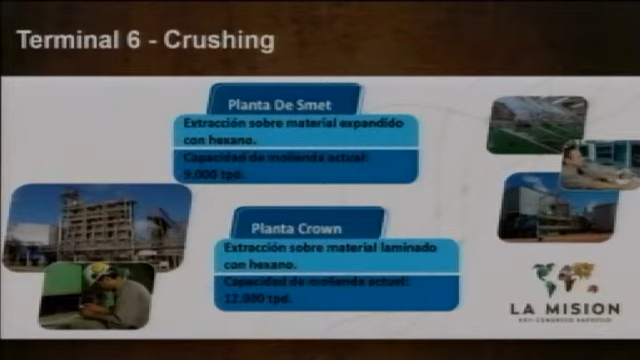 Terminal 6 - Crushing
Planta De Smet
Extracción sobre material expandido
con hexano.
Capacidad de molienda actual:
9.000 tpd.
Planta Crown
Extracción sobre material laminado
con hexano.
Capacidad de molienda actual:
12.000 tpd.
LA MISION